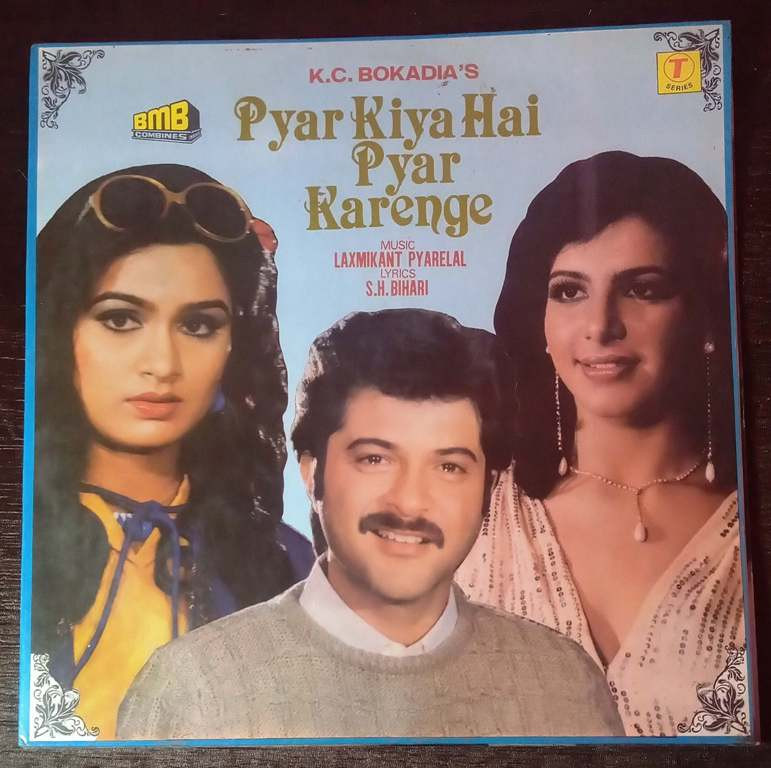 K.C. BOKADIA'S
T
SERIES
BMB
COMBINES
Pyar Kiya Hai
Pyar
Karenge
MUSIC
LAXMIKANT PYARELAL
LYRICS
S.H. BIHARI